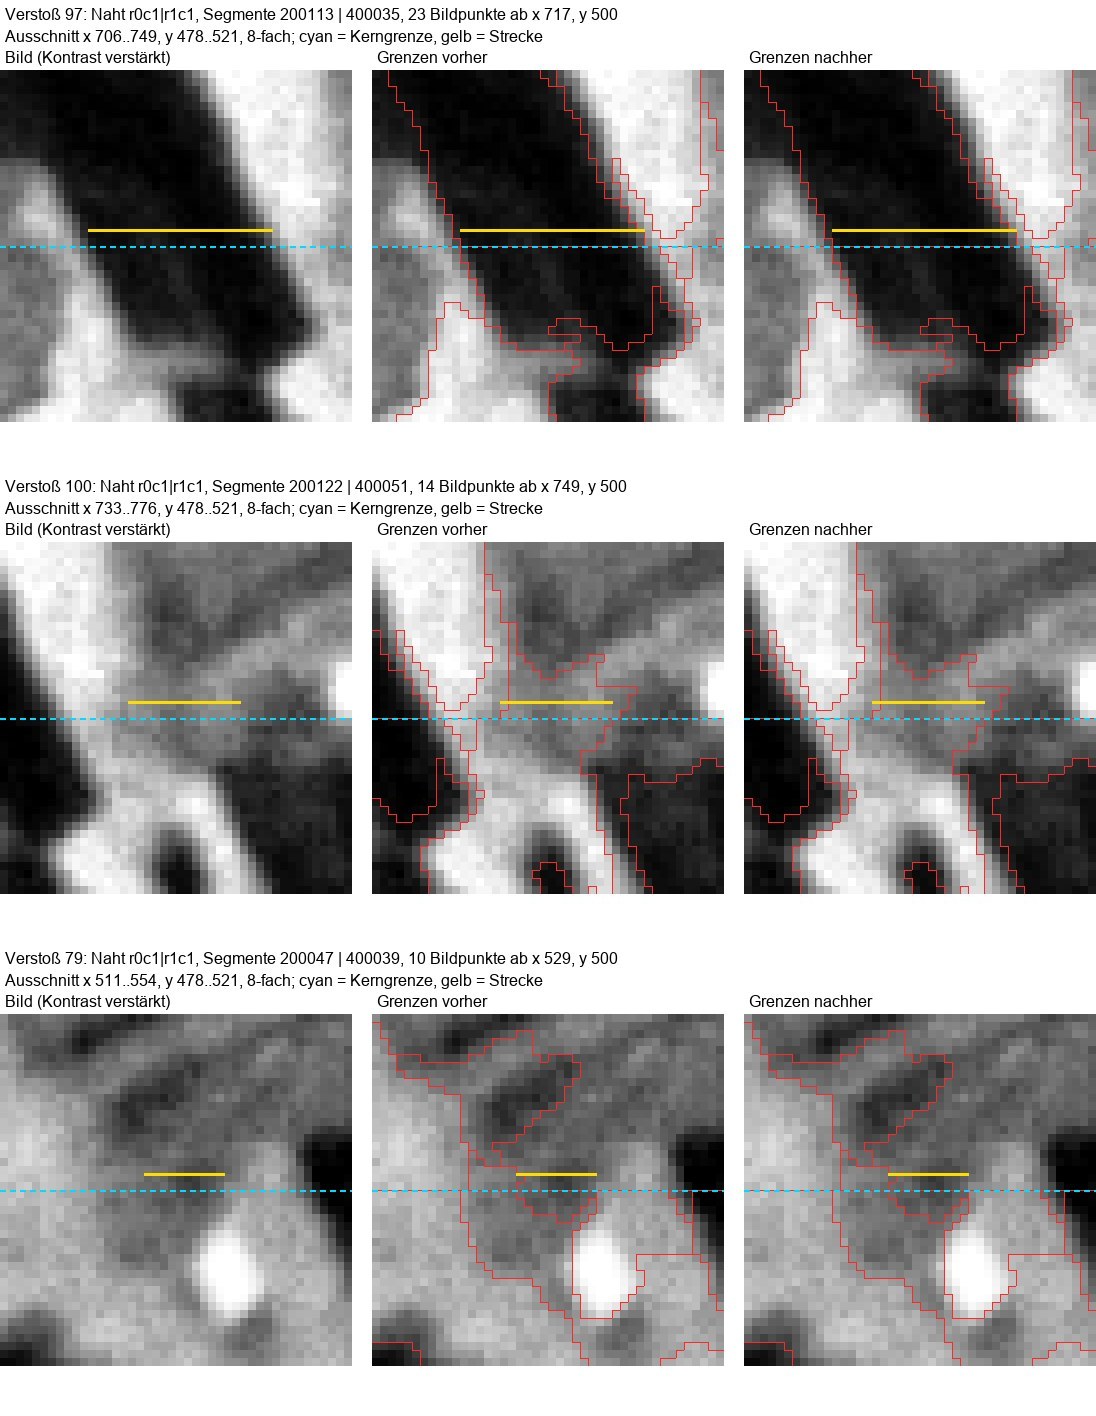 Verstoß 97: Naht r0c1|r1c1, Segmente 200113 | 400035, 23 Bildpunkte ab x 717, y 500
Ausschnitt x 706..749, y 478..521, 8-fach; cyan = Kerngrenze, gelb = Strecke
Bild (Kontrast verstärkt)
Grenzen vorher
Grenzen nachher
Verstoß 100: Naht r0c1|r1c1, Segmente 200122 | 400051, 14 Bildpunkte ab x 749, y 500
Ausschnitt x 733..776, y 478..521, 8-fach; cyan = Kerngrenze, gelb = Strecke
Bild (Kontrast verstärkt)
Grenzen vorher
Grenzen nachher
Verstoß 79: Naht r0c1|r1c1, Segmente 200047 | 400039, 10 Bildpunkte ab x 529, y 500
Ausschnitt x 511..554, y 478..521, 8-fach; cyan = Kerngrenze, gelb = Strecke
Bild (Kontrast verstärkt)
Grenzen vorher
Grenzen nachher